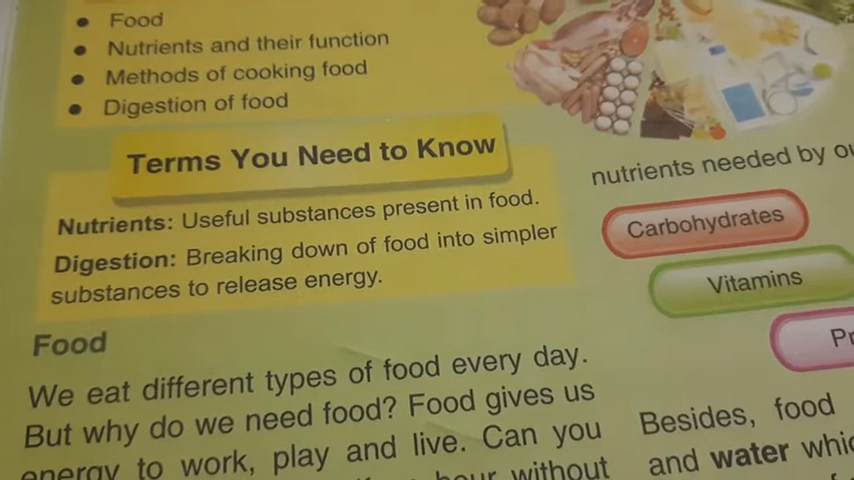 Food
Nutrients and their function
Methods of cooking food
Digestion of food
Terms You Need to Know
Nutrients: Useful substances present in food.
Digestion: Breaking down of food into simpler
substances to release energy.
Food
We eat different types of food every day.
But why do we need food? Food gives us
energy to work, play and live. Can you
hour without
nutrients needed by
Carbohydrates
Vitamins
Besides, food
and water